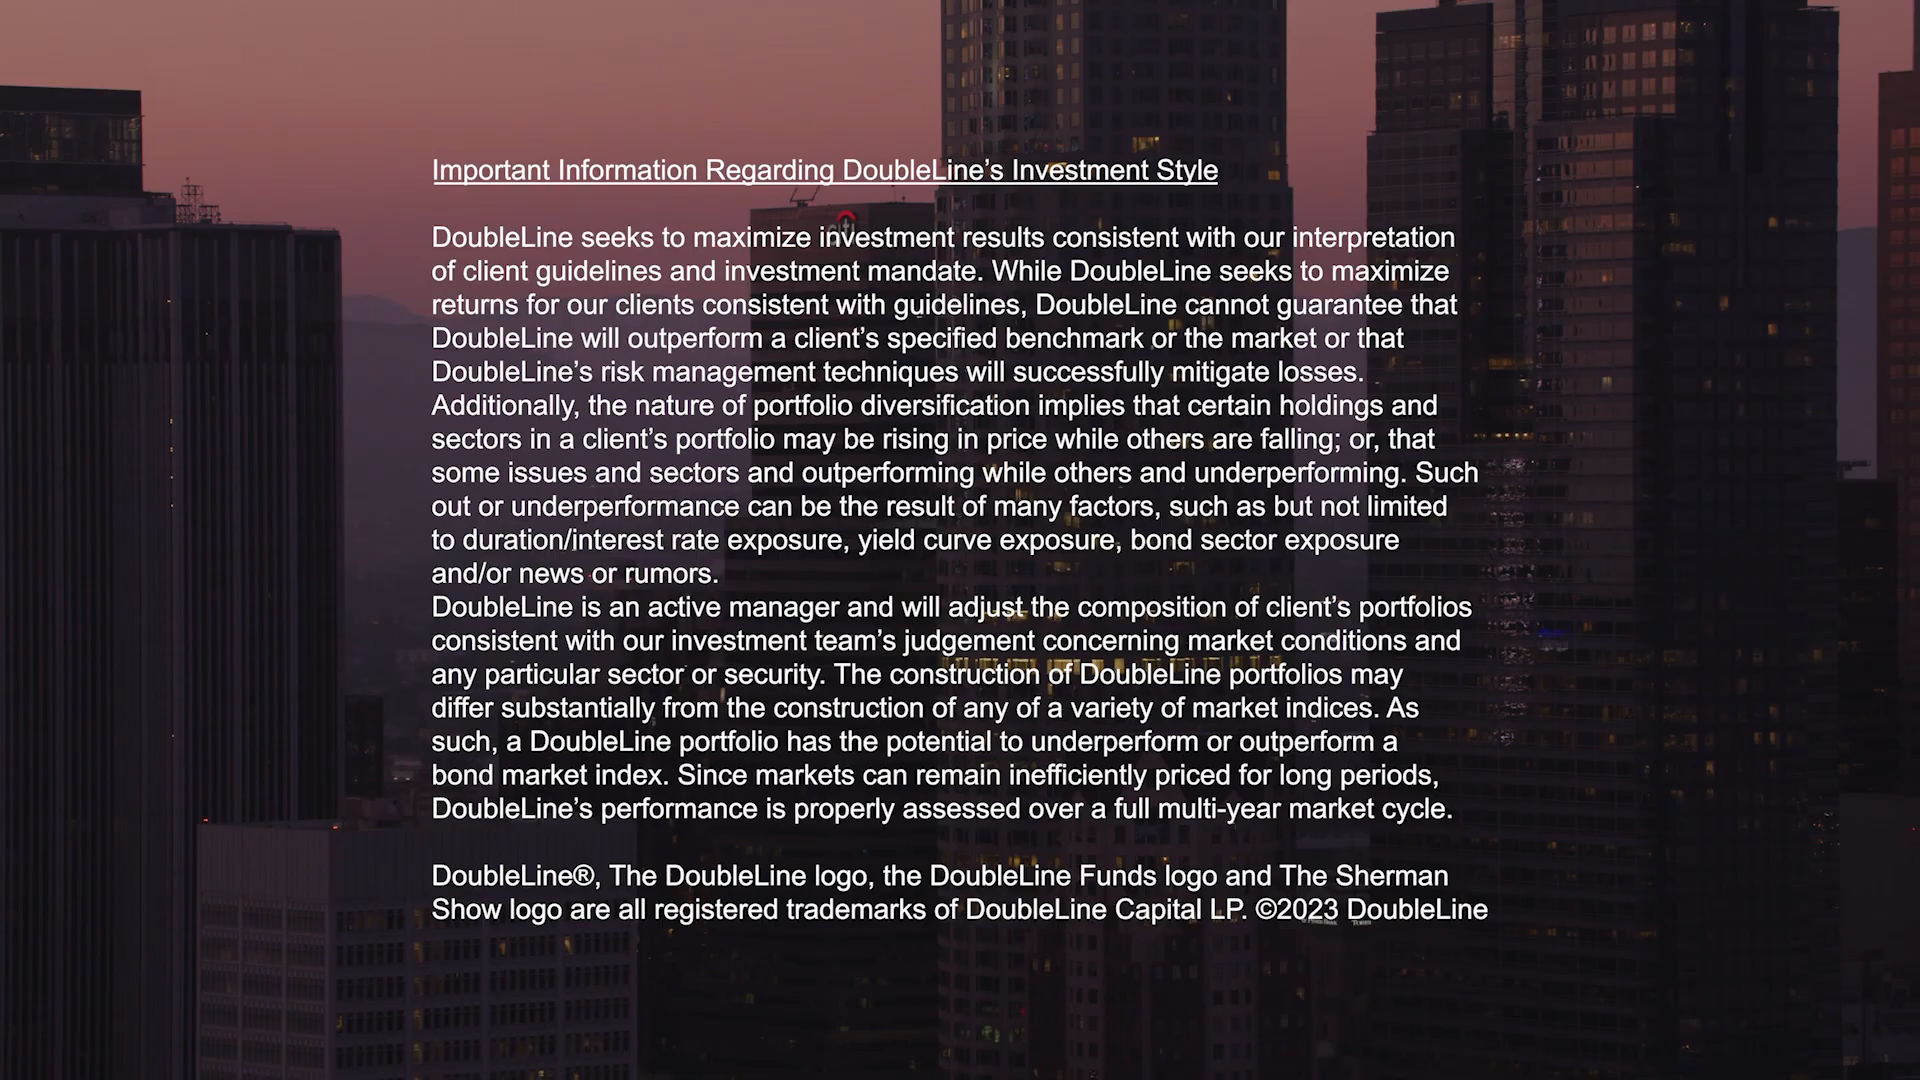 Important Information Regarding DoubleLine’s Investment Style
DoubleLine seeks to maximize investment results consistent with our interpretation
of client guidelines and investment mandate. While DoubleLine seeks to maximize
returns for our clients consistent with guidelines, DoubleLine cannot guarantee that
DoubleLine will outperform a client’s specified benchmark or the market or that
DoubleLine’s risk management techniques will successfully mitigate losses.
Additionally, the nature of portfolio diversification implies that certain holdings and
sectors in a client’s portfolio may be rising in price while others are falling; or, that
some issues and sectors and outperforming while others and underperforming. Such
out or underperformance can be the result of many factors, such as but not limited
to duration/interest rate exposure, yield curve exposure, bond sector exposure
and/or news or rumors.
DoubleLine is an active manager and will adjust the composition of client’s portfolios
consistent with our investment team’s judgement concerning market conditions and
any particular sector or security. The construction of DoubleLine portfolios may
differ substantially from the construction of any of a variety of market indices. As
such, a DoubleLine portfolio has the potential to underperform or outperform a
bond market index. Since markets can remain inefficiently priced for long periods,
DoubleLine’s performance is properly assessed over a full multi-year market cycle.
DoubleLine®, The DoubleLine logo, the DoubleLine Funds logo and The Sherman
Show logo are all registered trademarks of DoubleLine Capital LP. ©2023 DoubleLine